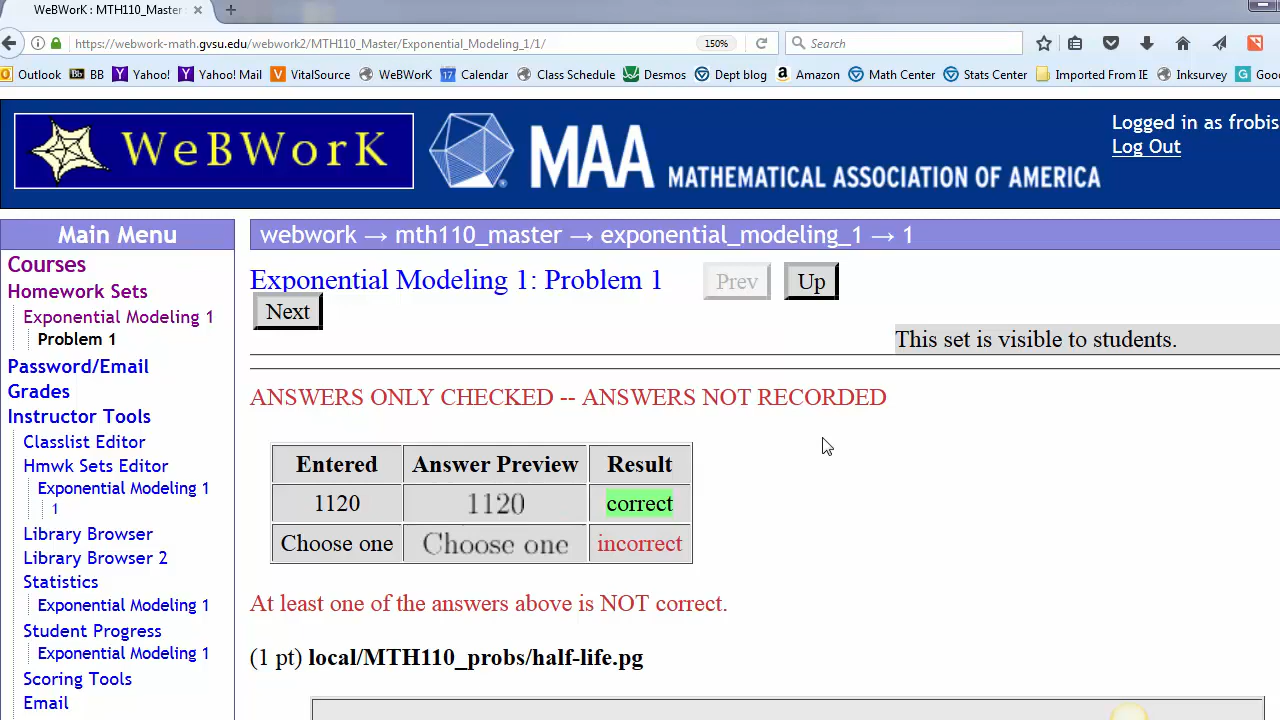 WeBWorK : MTH110_Master : ×
https://webwork-math.gvsu.edu/webwork2/MTH110_Master/Exponential_Modeling_1/1/ 150% Search
Outlook BB Yahoo! Yahoo! Mail VitalSource WeBWorK 17 Calendar Class Schedule Desmos Dept blog Amazon Math Center Stats Center Imported From IE Inksurvey
WeBWorK MAA MATHEMATICAL ASSOCIATION OF AMERICA
Logged in as frobis
Log Out
Main Menu
Courses
Homework Sets
Exponential Modeling 1
Problem 1
Password/Email
Grades
Instructor Tools
Classlist Editor
Hmwk Sets Editor
Exponential Modeling 1
1
Library Browser
Library Browser 2
Statistics
Exponential Modeling 1
Student Progress
Exponential Modeling 1
Scoring Tools
Email
webwork → mth110_master → exponential_modeling_1 → 1
Exponential Modeling 1: Problem 1 Prev Up
Next
This set is visible to students.
ANSWERS ONLY CHECKED -- ANSWERS NOT RECORDED
Entered Answer Preview Result
1120 1120 correct
Choose one Choose one incorrect
At least one of the answers above is NOT correct.
(1 pt) local/MTH110_probs/half-life.pg